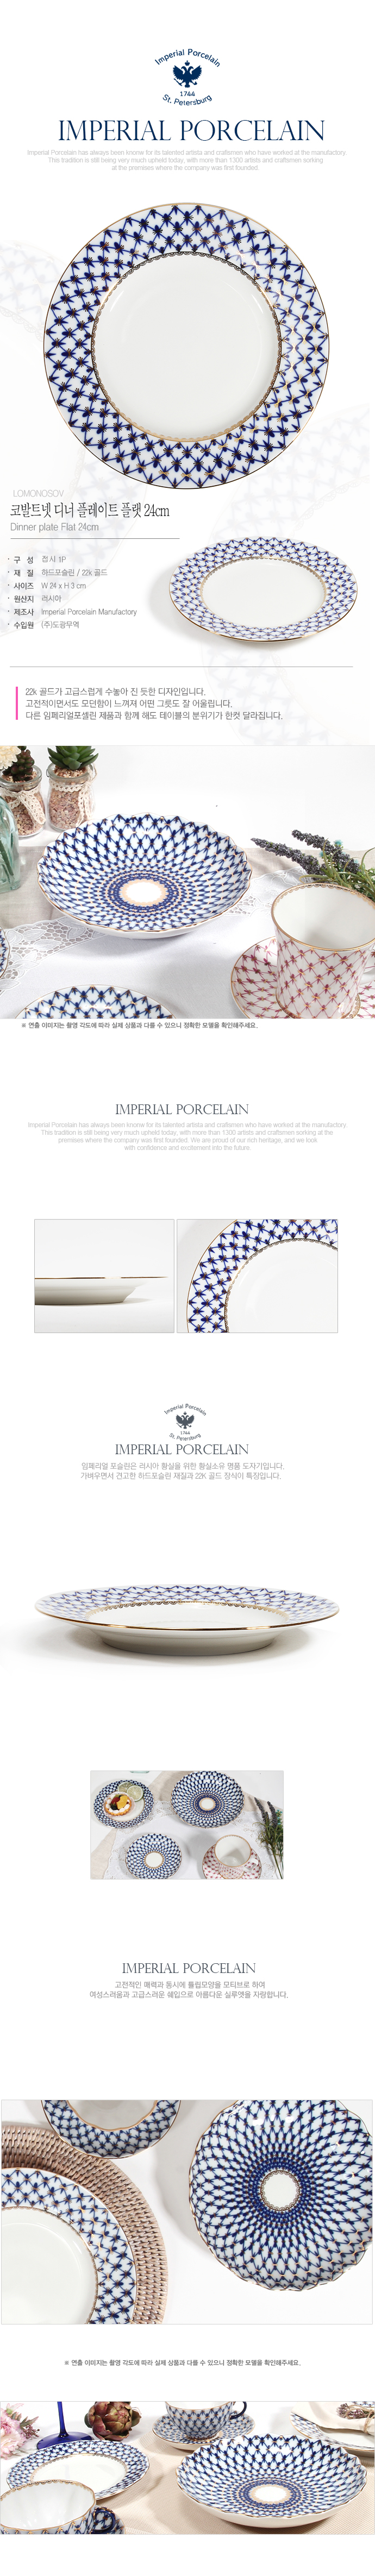 Imperial Porcelain
1744
St. Petersburg
IMPERIAL PORCELAIN
Imperial Porcelain has always been knonw for its talented artista and craftsmen who have worked at the manufactory.
This tradition is still being very much upheld today, with more than 1300 artists and craftsmen sorking
at the premises where the company was first founded.
LOMONOSOV
코발트넷 디너 플레이트 플랫 24cm
Dinner plate Flat 24cm
· 구 성 접시 1P
· 재 질 하드포슬린 / 22k 골드
· 사이즈 W 24 x H 3 cm
· 원산지 러시아
· 제조사 Imperial Porcelain Manufactory
· 수입원 (주)도광무역
22k 골드가 고급스럽게 수놓아 진 듯한 디자인입니다.
고전적이면서도 모던함이 느껴져 어떤 그릇도 잘 어울립니다.
다른 임페리얼포셀린 제품과 함께 해도 테이블의 분위기가 한컷 달라집니다.
※ 연출 이미지는 촬영 각도에 따라 실제 상품과 다를 수 있으니 정확한 모델을 확인해주세요.
IMPERIAL PORCELAIN
Imperial Porcelain has always been knonw for its talented artista and craftsmen who have worked at the manufactory.
This tradition is still being very much upheld today, with more than 1300 artists and craftsmen sorking at the
premises where the company was first founded. We are proud of our rich heritage, and we look
with confidence and excitement into the future.
Imperial Porcelain
1744
St. Petersburg
IMPERIAL PORCELAIN
임페리얼 포슬린은 러시아 황실을 위한 황실소유 명품 도자기입니다.
가벼우면서 견고한 하드포슬린 재질과 22K 골드 장식이 특징입니다.
IMPERIAL PORCELAIN
고전적인 매력과 동시에 튤립모양을 모티브로 하여
여성스러움과 고급스러운 쉐입으로 아름다운 실루엣을 자랑합니다.
※ 연출 이미지는 촬영 각도에 따라 실제 상품과 다를 수 있으니 정확한 모델을 확인해주세요.